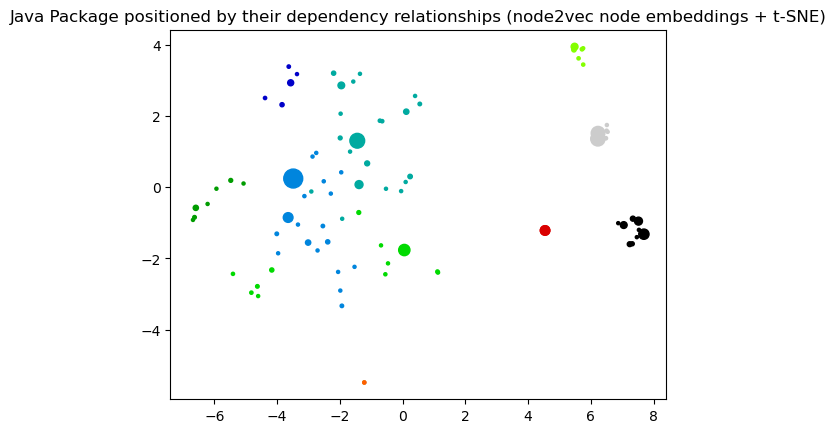 Java Package positioned by their dependency relationships (node2vec node embeddings + t-SNE)
4
2
0
−2
−4
−6 −4 −2 0 2 4 6 8